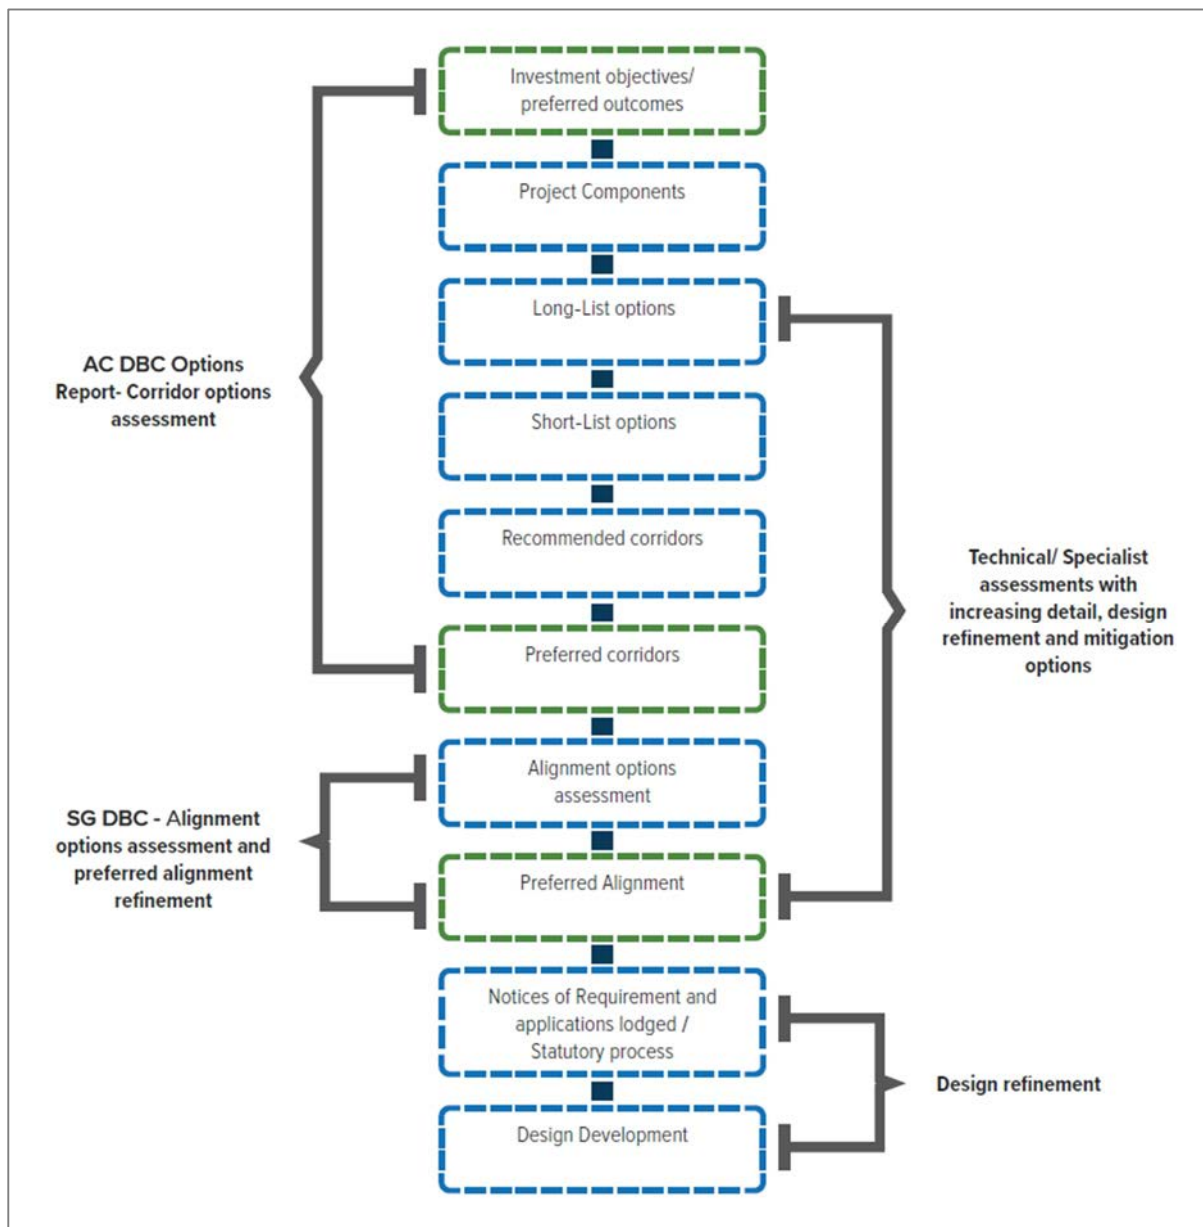 Investment objectives/
preferred outcomes
Project Components
Long-List options
AC DBC Options
Report- Corridor options
assessment
Short-List options
Recommended corridors
Technical/ Specialist
assessments with
increasing detail, design
refinement and mitigation
options
Preferred corridors
Alignment options
assessment
SG DBC - Alignment
options assessment and
preferred alignment
refinement
Preferred Alignment
Notices of Requirement and
applications lodged /
Statutory process
Design refinement
Design Development